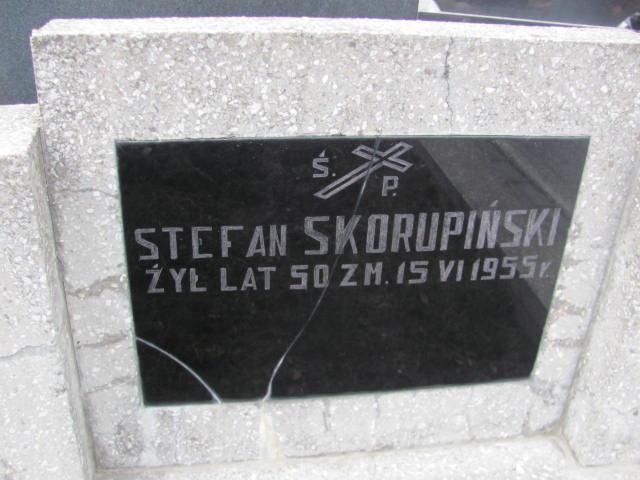 Ś. P.
STEFAN SKORUPIŃSKI
ŻYŁ LAT 50 ZM. 15 VI 1955 r.